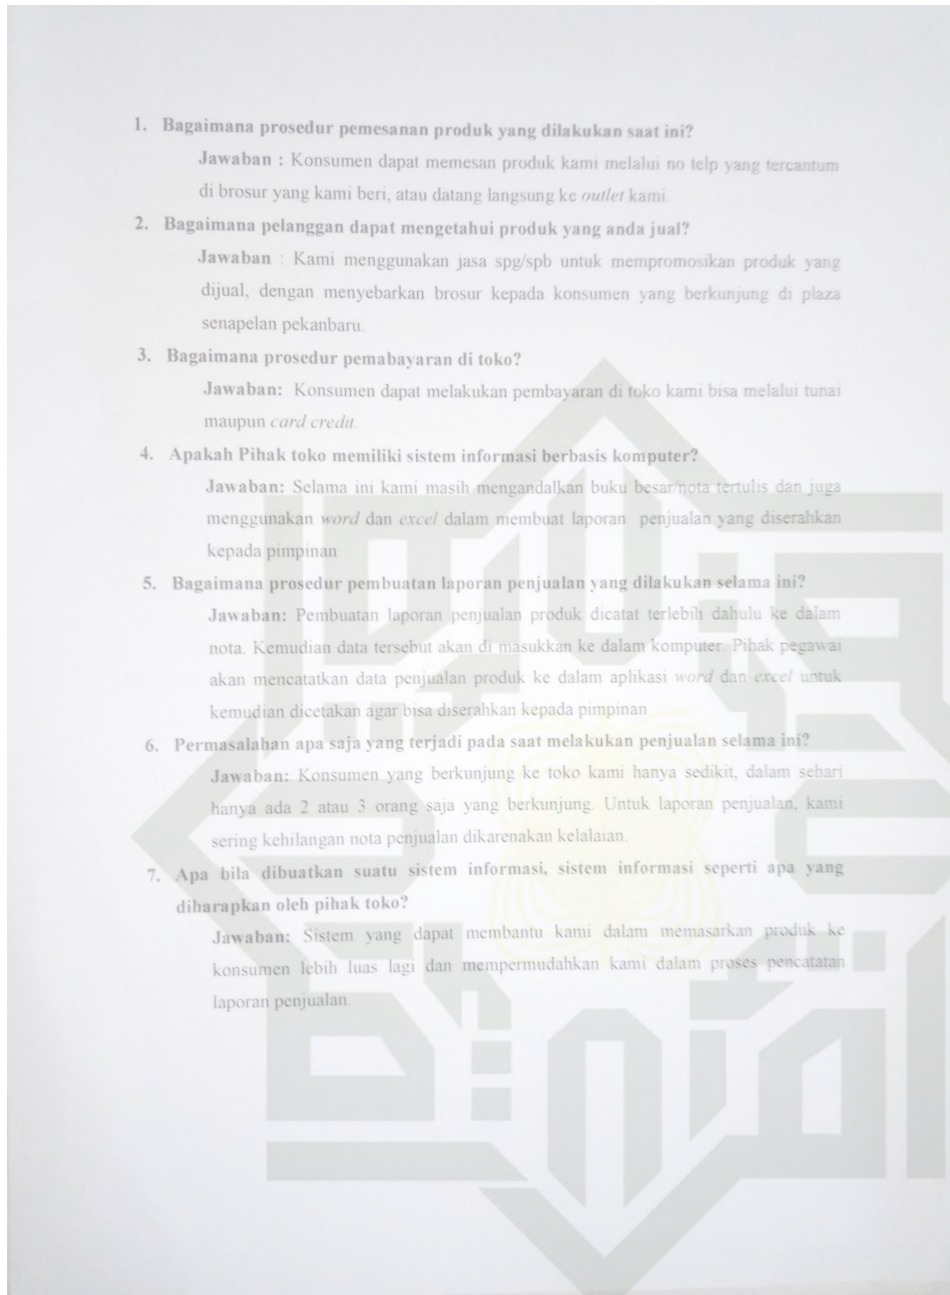 1. Bagaimana prosedur pemesanan produk yang dilakukan saat ini?
Jawaban : Konsumen dapat memesan produk kami melalui no telp yang tercantum
di brosur yang kami beri, atau datang langsung ke outlet kami.
2. Bagaimana pelanggan dapat mengetahui produk yang anda jual?
Jawaban : Kami menggunakan jasa spg/spb untuk mempromosikan produk yang
dijual, dengan menyebarkan brosur kepada konsumen yang berkunjung di plaza
senapelan pekanbaru.
3. Bagaimana prosedur pemabayaran di toko?
Jawaban: Konsumen dapat melakukan pembayaran di toko kami bisa melalui tunai
maupun card credit.
4. Apakah Pihak toko memiliki sistem informasi berbasis komputer?
Jawaban: Selama ini kami masih mengandalkan buku besar/nota tertulis dan juga
menggunakan word dan excel dalam membuat laporan penjualan yang diserahkan
kepada pimpinan
5. Bagaimana prosedur pembuatan laporan penjualan yang dilakukan selama ini?
Jawaban: Pembuatan laporan penjualan produk dicatat terlebih dahulu ke dalam
nota. Kemudian data tersebut akan di masukkan ke dalam komputer. Pihak pegawai
akan mencatatkan data penjualan produk ke dalam aplikasi word dan excel untuk
kemudian dicetakan agar bisa diserahkan kepada pimpinan
6. Permasalahan apa saja yang terjadi pada saat melakukan penjualan selama ini?
Jawaban: Konsumen yang berkunjung ke toko kami hanya sedikit, dalam sehari
hanya ada 2 atau 3 orang saja yang berkunjung. Untuk laporan penjualan, kami
sering kehilangan nota penjualan dikarenakan kelalaian.
7. Apa bila dibuatkan suatu sistem informasi, sistem informasi seperti apa yang
diharapkan oleh pihak toko?
Jawaban: Sistem yang dapat membantu kami dalam memasarkan produk ke
konsumen lebih luas lagi dan mempermudahkan kami dalam proses pencatatan
laporan penjualan.